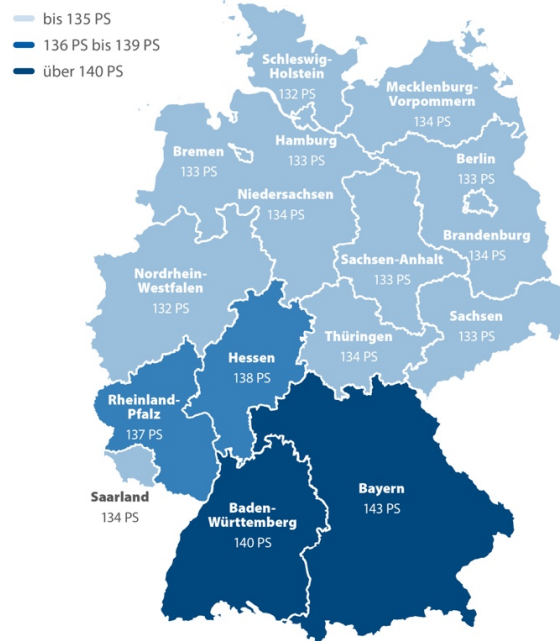 bis 135 PS
136 PS bis 139 PS
über 140 PS
Schleswig-
Holstein
132 PS
Mecklenburg-
Vorpommern
134 PS
Hamburg
133 PS
Bremen
133 PS
Berlin
133 PS
Niedersachsen
134 PS
Brandenburg
134 PS
Sachsen-Anhalt
133 PS
Nordrhein-
Westfalen
132 PS
Sachsen
133 PS
Thüringen
134 PS
Hessen
138 PS
Rheinland-
Pfalz
137 PS
Saarland
134 PS
Bayern
143 PS
Baden-
Württemberg
140 PS